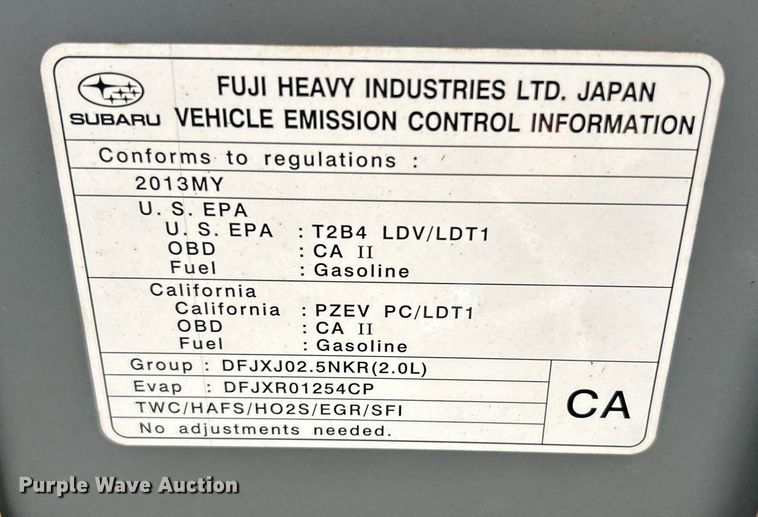 SUBARU
FUJI HEAVY INDUSTRIES LTD. JAPAN
VEHICLE EMISSION CONTROL INFORMATION
Conforms to regulations :
2013MY
U. S. EPA
U. S. EPA : T2B4 LDV/LDT1
OBD : CA II
Fuel : Gasoline
California
California : PZEV PC/LDT1
OBD : CA II
Fuel : Gasoline
Group : DFJXJ02.5NKR(2.0L)
Evap : DFJXR01254CP
TWC/HAFS/HO2S/EGR/SFI
No adjustments needed.
CA
Purple Wave Auction